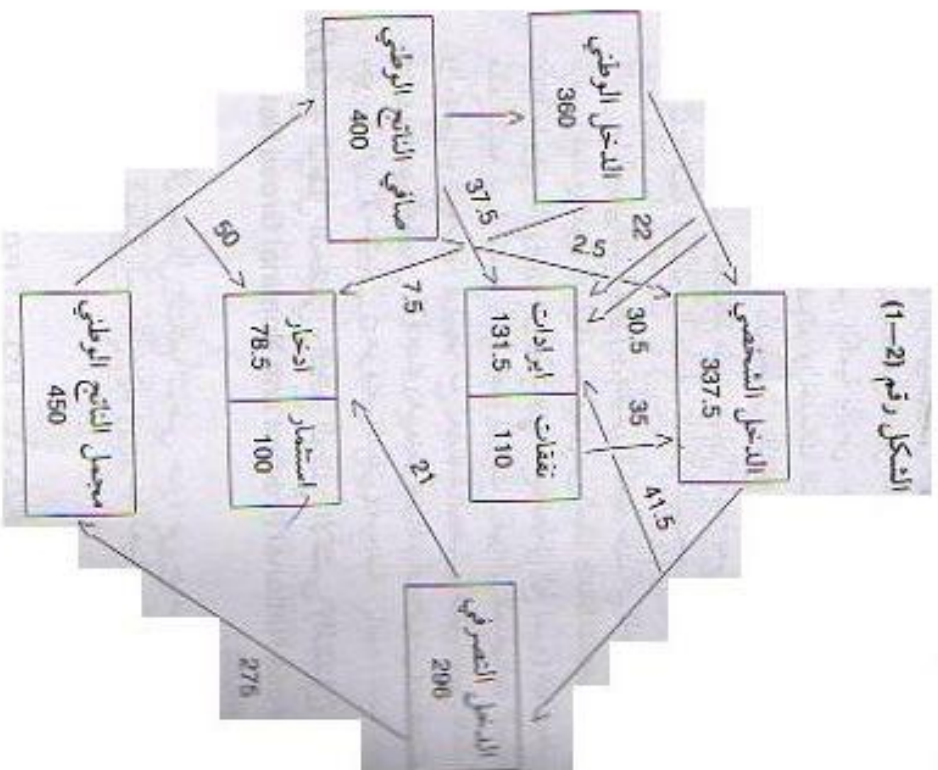 الشكل رقم (2—1)
الدخل الشخصي
337.5
الدخل الوطني
360
صافي الناتج الوطني
400
مجمل الناتج الوطني
450
الدخل التصرفي
296
ايرادات
131.5
نفقات
110
ادخار
78.5
استثمار
100
22
2.5
37.5
30.5
35
41.5
7.5
50
21
275